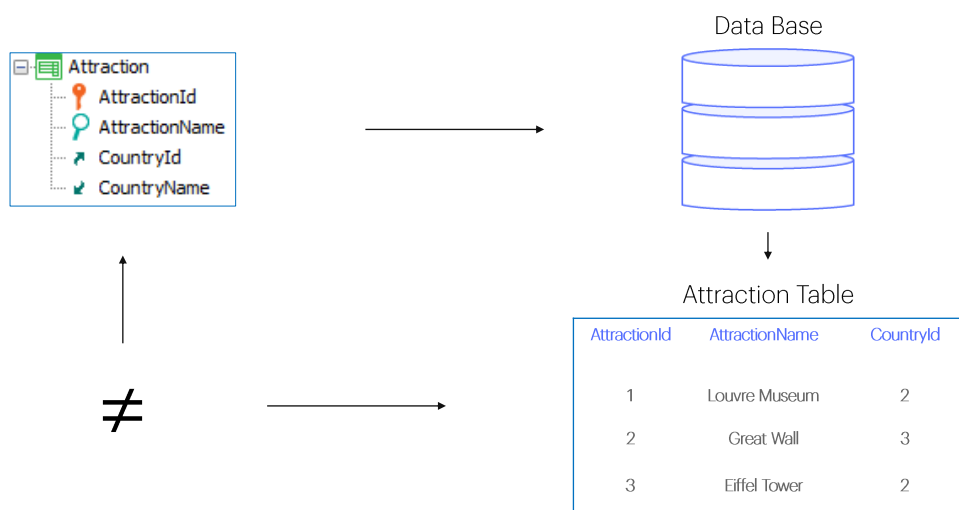 Data Base
Attraction
AttractionId
AttractionName
CountryId
CountryName
Attraction Table
AttractionId AttractionName CountryId
1 Louvre Museum 2
≠
2 Great Wall 3
3 Eiffel Tower 2